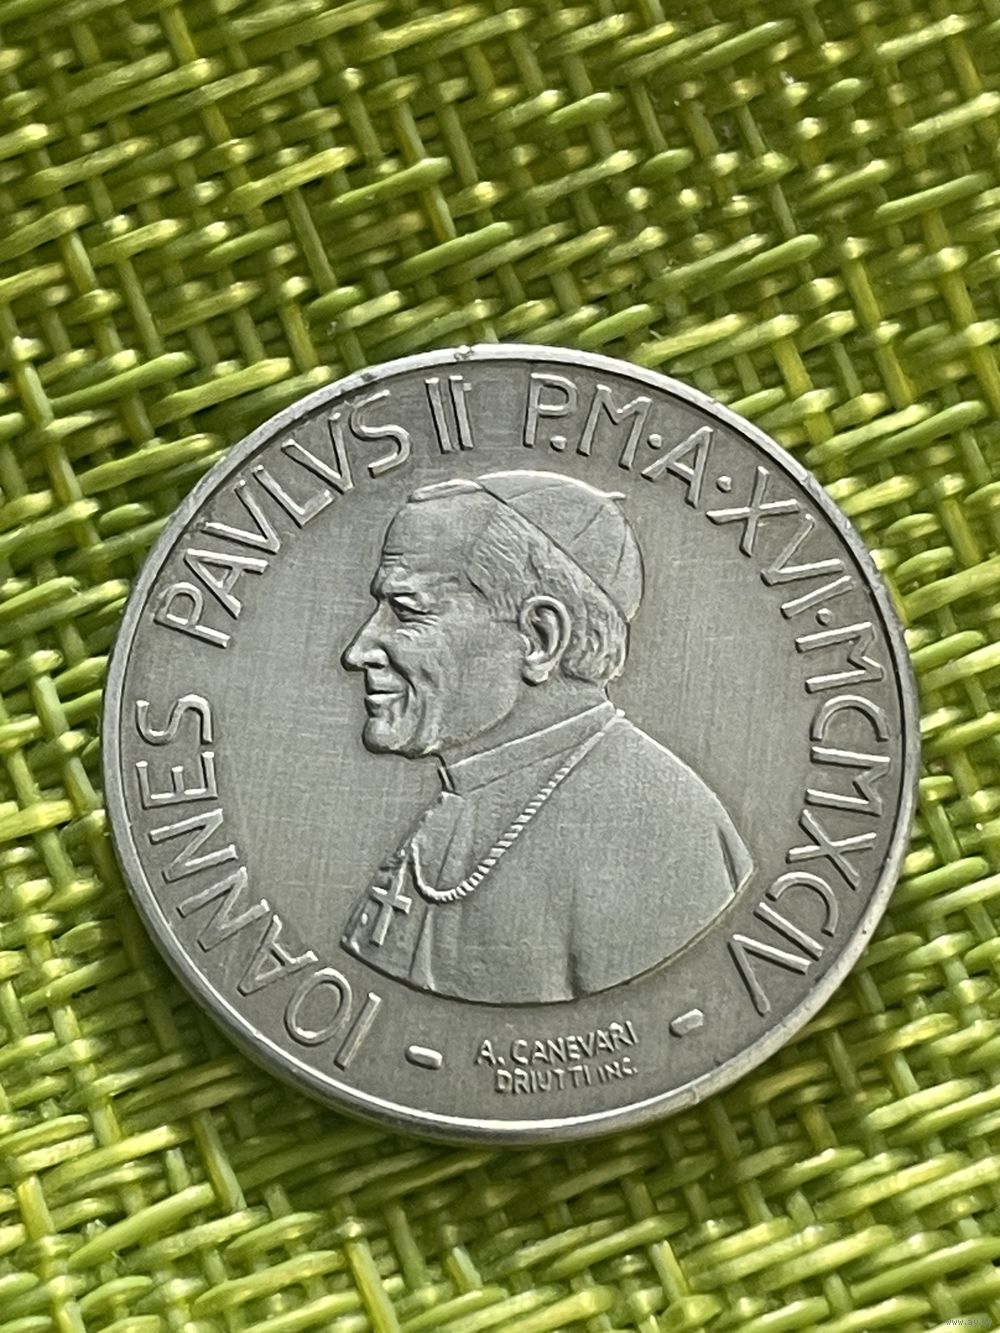 IOANNES PAVLVS II P.M.·A·XVI·MCMXCIV
A. CANEVARI
DRIUTTI INC.